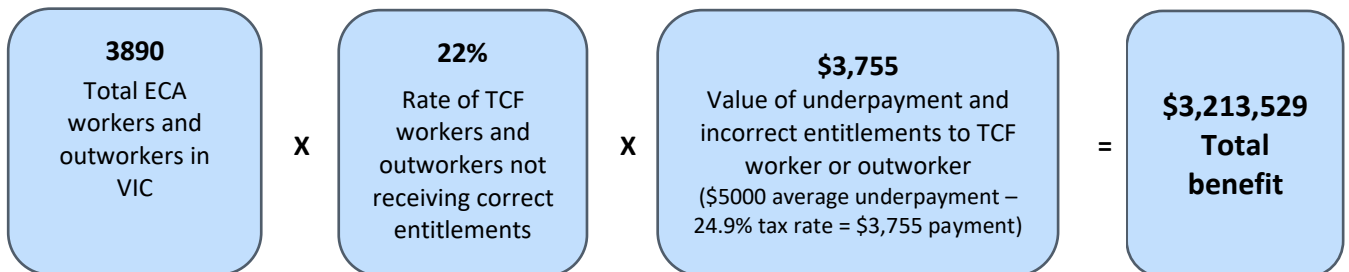 3890
Total ECA
workers and
outworkers in
VIC
X
22%
Rate of TCF
workers and
outworkers not
receiving correct
entitlements
X
$3,755
Value of underpayment and
incorrect entitlements to TCF
worker or outworker
($5000 average underpayment –
24.9% tax rate = $3,755 payment)
=
$3,213,529
Total
benefit